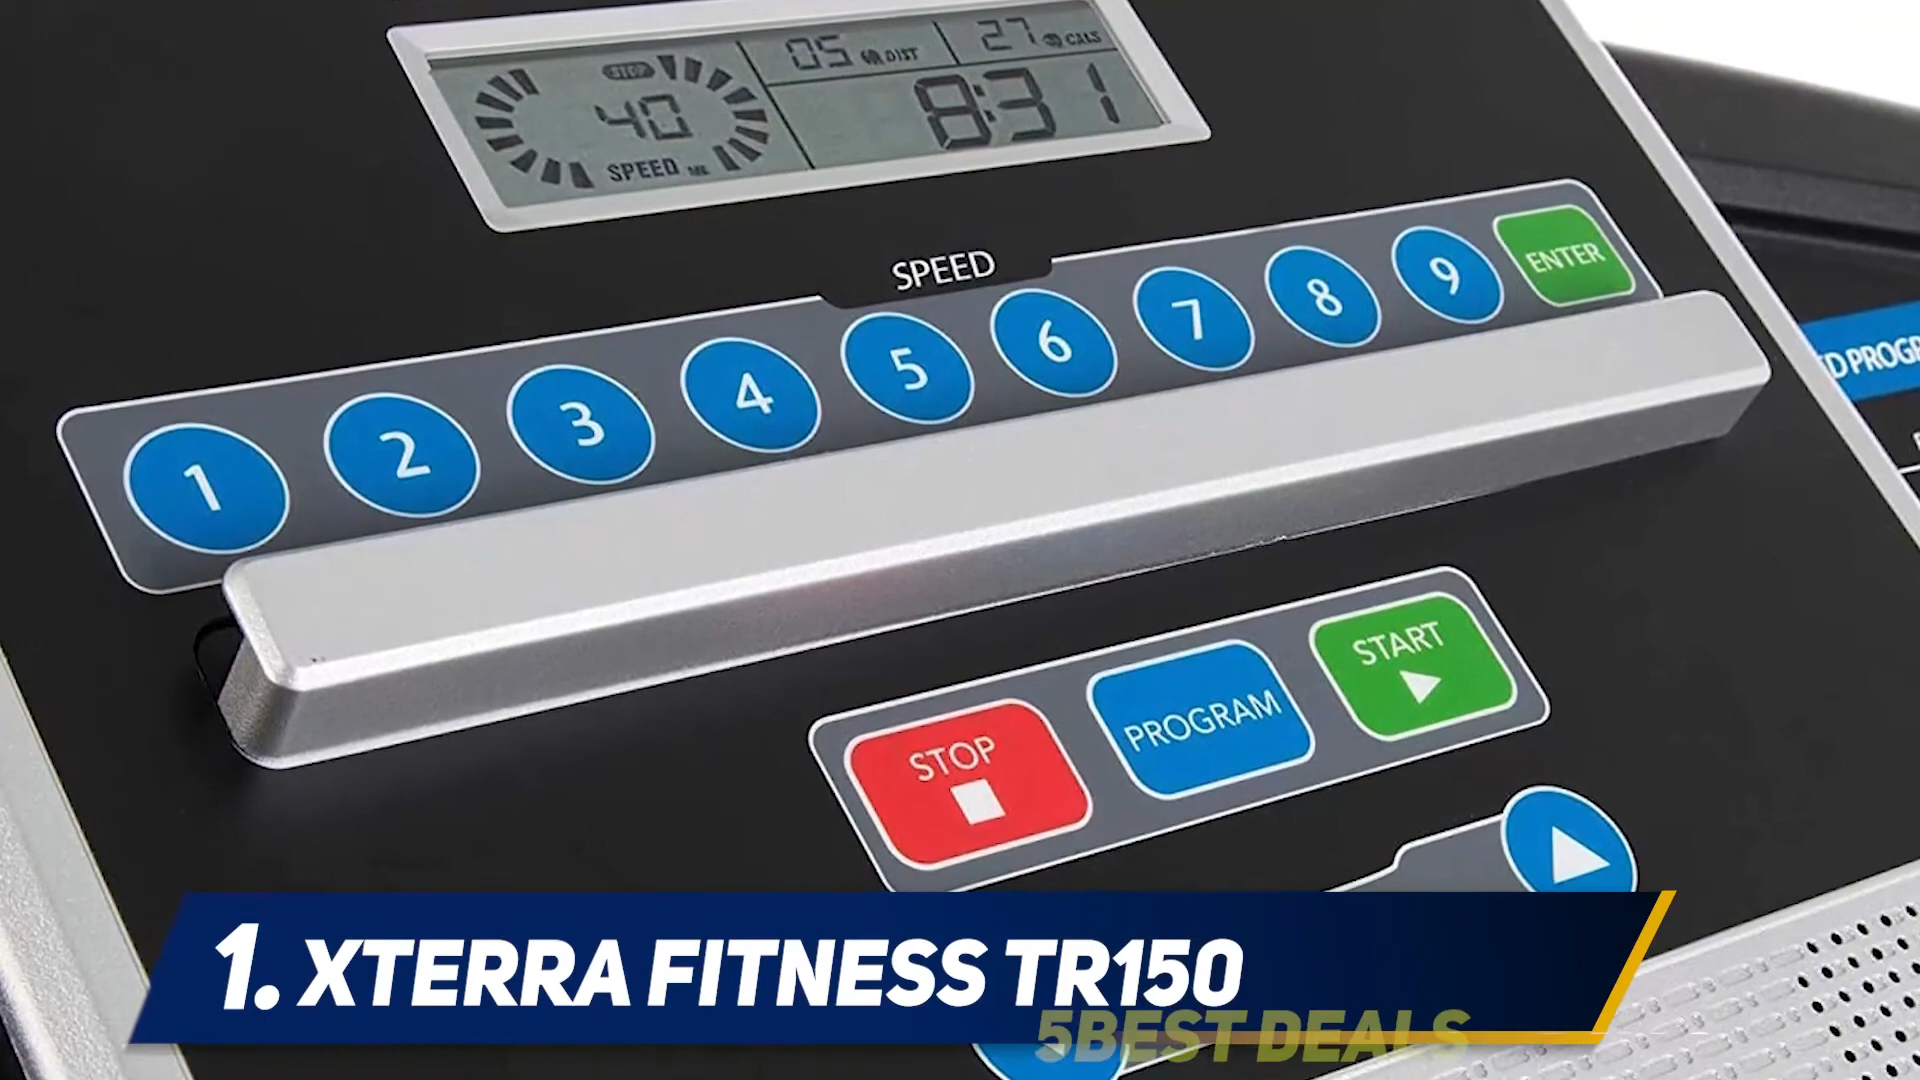 STOP
05 DIST
27 CALS
40
8:31
SPEED
SPEED
1 2 3 4 5 6 7 8 9 ENTER
STOP
PROGRAM
START
D PROGR
1. XTERRA FITNESS TR150
5BEST DEALS